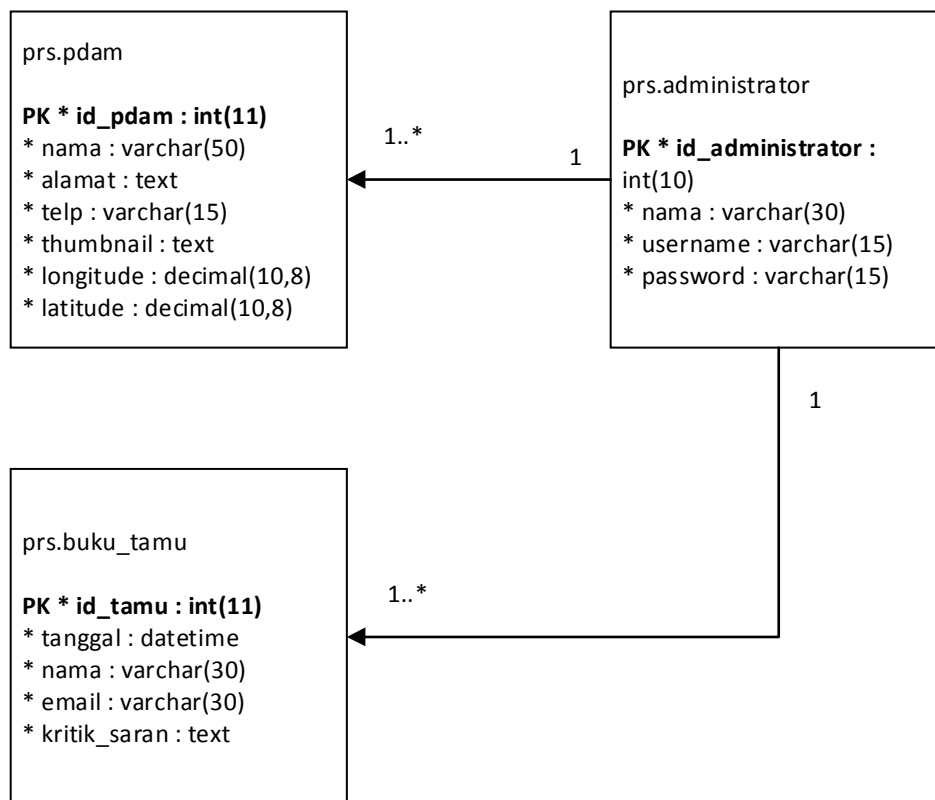 prs.pdam
PK * id_pdam : int(11)
* nama : varchar(50)
* alamat : text
* telp : varchar(15)
* thumbnail : text
* longitude : decimal(10,8)
* latitude : decimal(10,8)
1..*
1
prs.administrator
PK * id_administrator :
int(10)
* nama : varchar(30)
* username : varchar(15)
* password : varchar(15)
1
prs.buku_tamu
PK * id_tamu : int(11)
* tanggal : datetime
* nama : varchar(30)
* email : varchar(30)
* kritik_saran : text
1..*